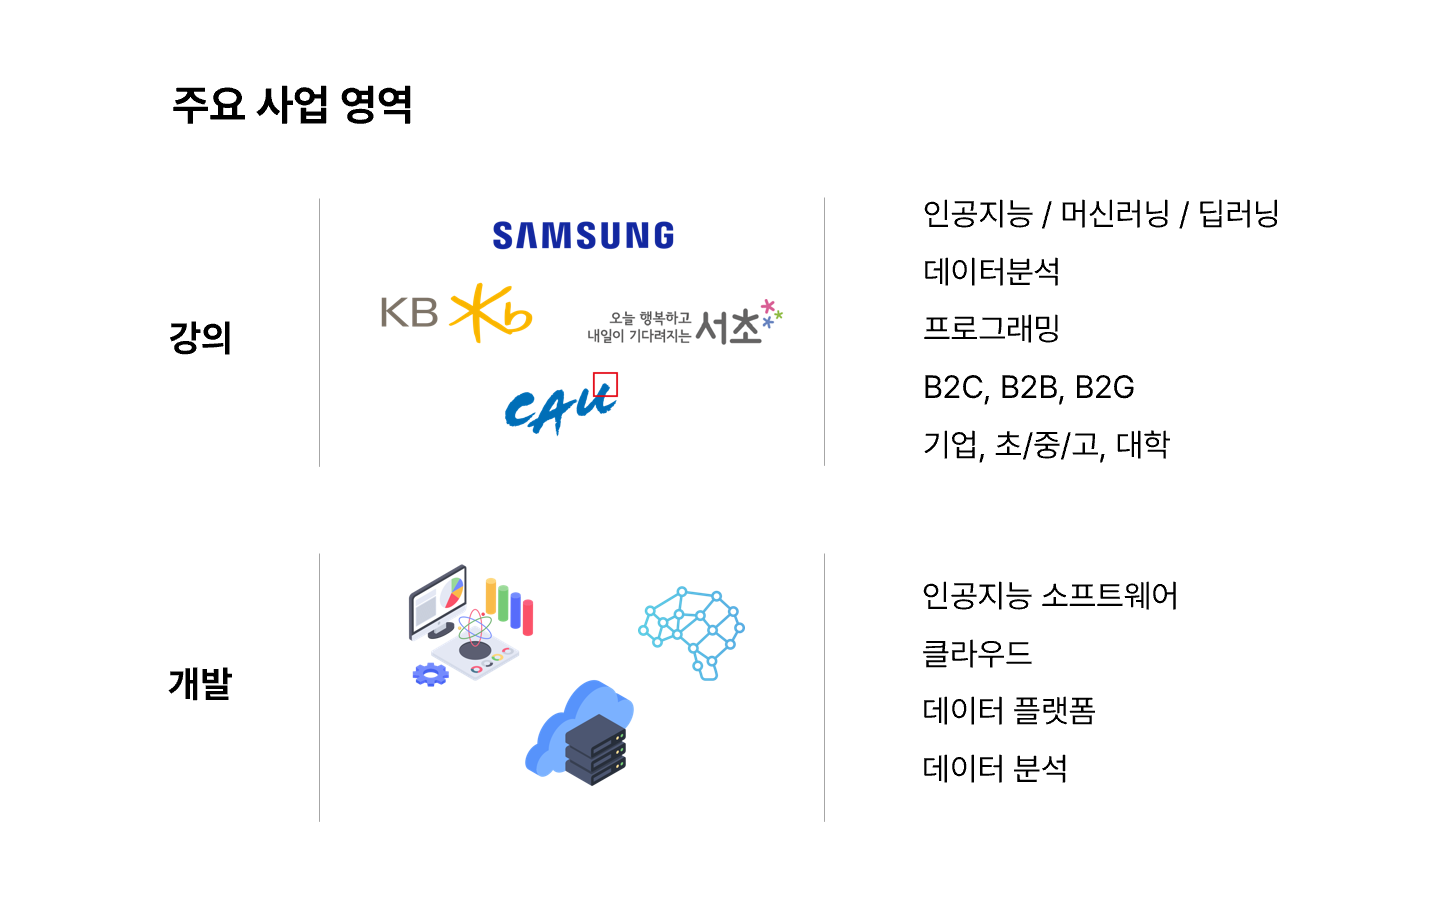 주요 사업 영역
강의
SAMSUNG
KB
오늘 행복하고
내일이 기다려지는 서초
CAU
인공지능 / 머신러닝 / 딥러닝
데이터분석
프로그래밍
B2C, B2B, B2G
기업, 초/중/고, 대학
개발
인공지능 소프트웨어
클라우드
데이터 플랫폼
데이터 분석